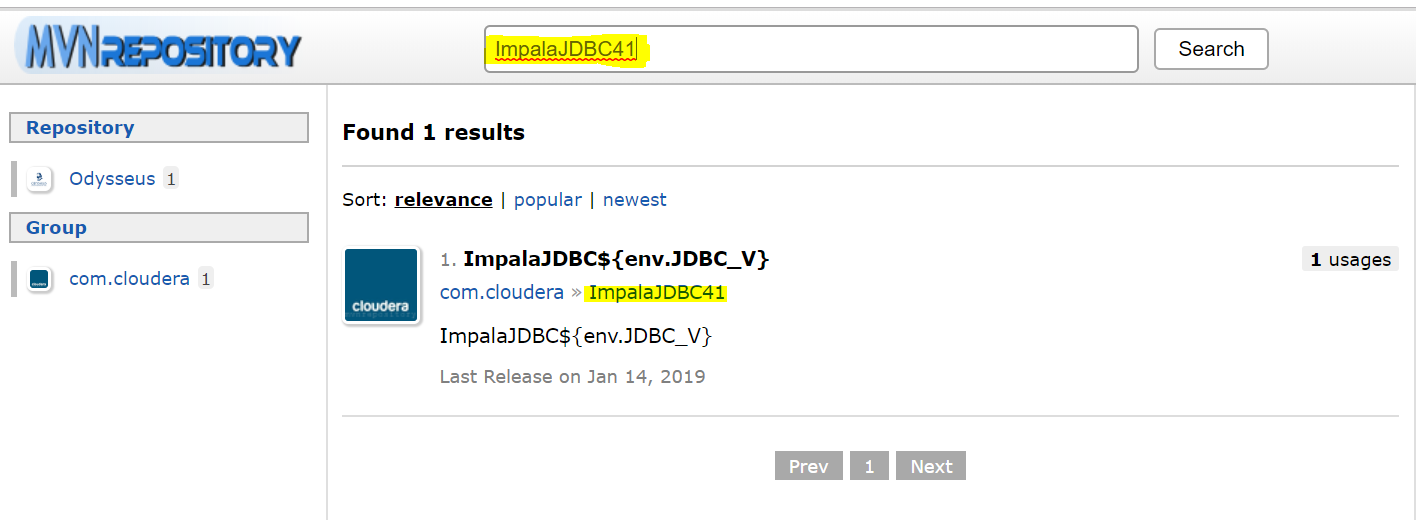 MVNREPOSITORY
ImpalaJDBC41
Search
Repository
Odysseus 1
Group
com.cloudera 1
Found 1 results
Sort: relevance | popular | newest
cloudera
1. ImpalaJDBC${env.JDBC_V}
1 usages
com.cloudera » ImpalaJDBC41
ImpalaJDBC${env.JDBC_V}
Last Release on Jan 14, 2019
Prev 1 Next